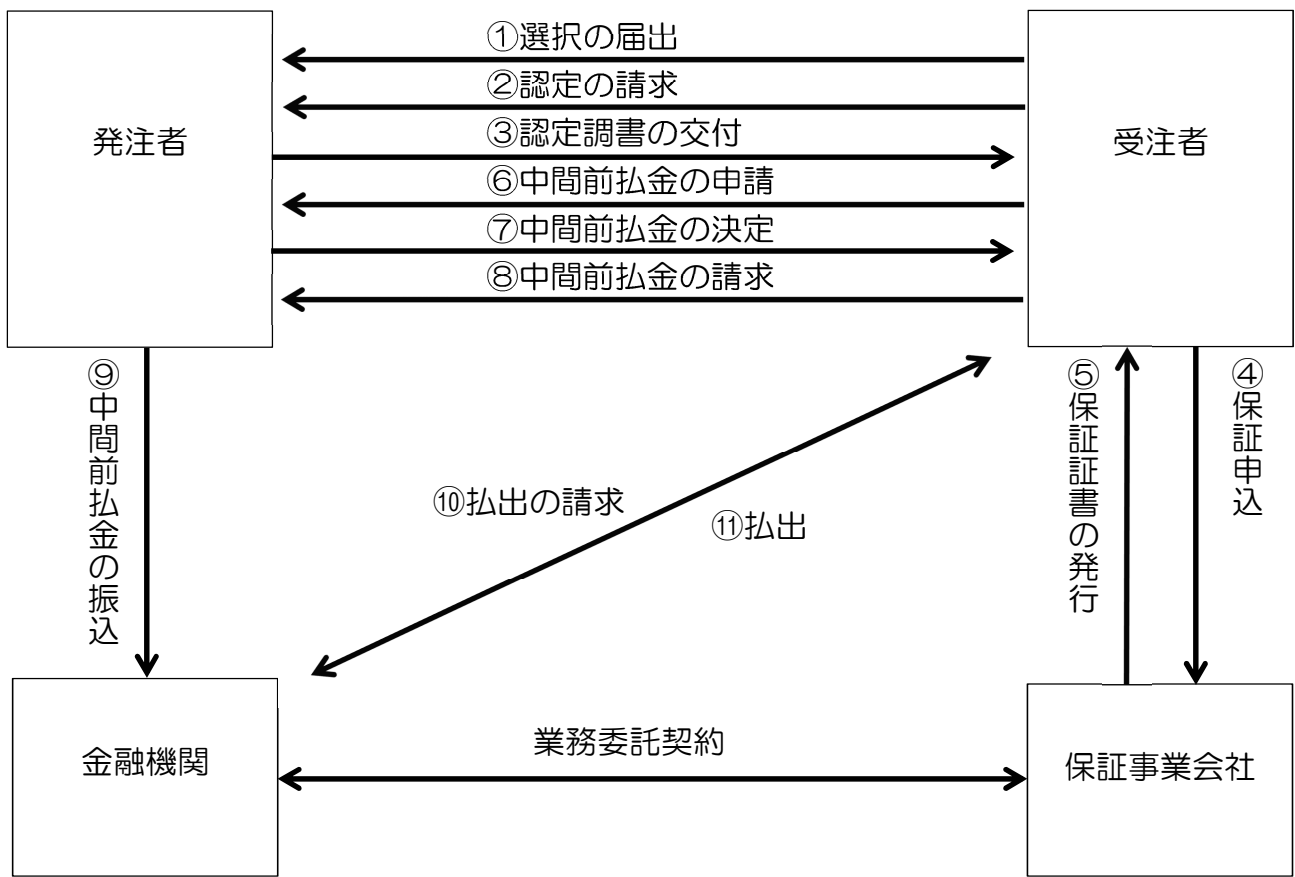 ①選択の届出
②認定の請求
発注者
③認定調書の交付
受注者
⑥中間前払金の申請
⑦中間前払金の決定
⑧中間前払金の請求
⑨中間前払金の振込
⑤保証証書の発行
④保証申込
⑩払出の請求
⑪払出
業務委託契約
金融機関
保証事業会社